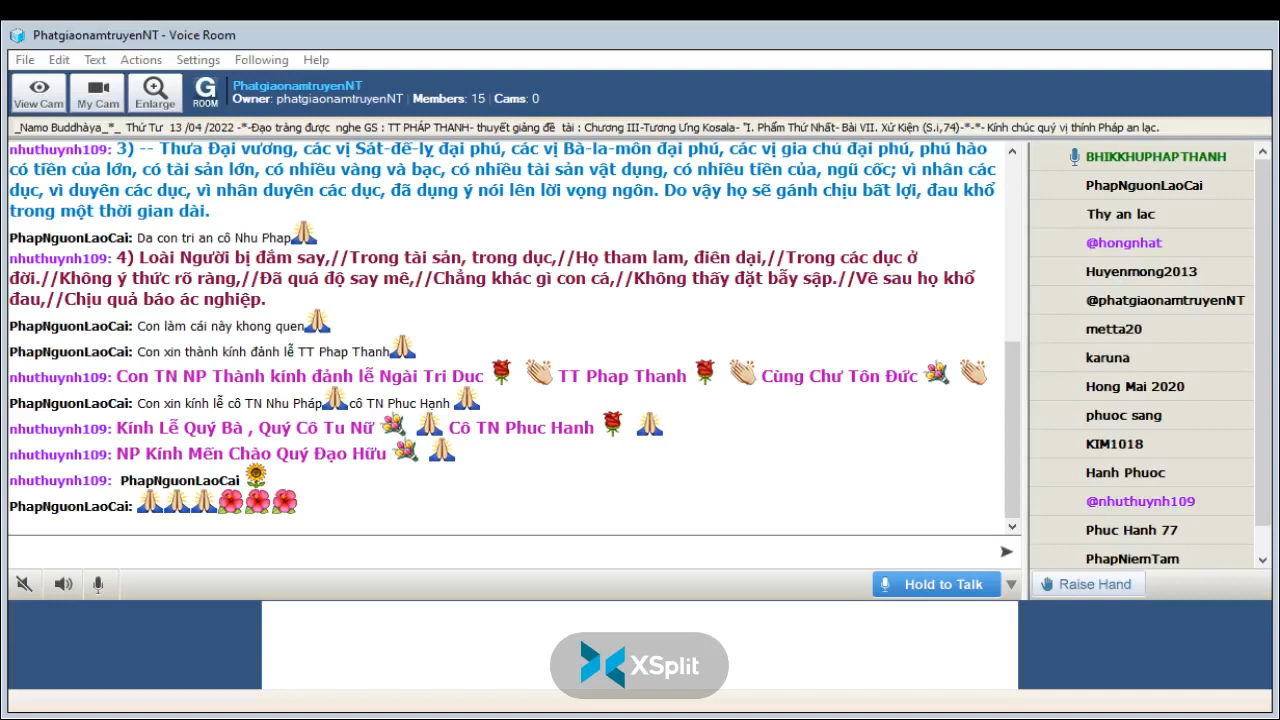 PhatgiaonamtruyenNT - Voice Room
File Edit Text Actions Settings Following Help
View Cam
My Cam
Enlarge
G
ROOM
PhatgiaonamtruyenNT
Owner: phatgiaonamtruyenNT | Members: 15 | Cams: 0
_Namo Buddhàya_*_ Thứ Tư 13 /04 /2022 -*-Đạo tràng được nghe GS : TT PHÁP THANH- thuyết giảng đề tài : Chương III-Tương Ưng Kosala- "I. Phẩm Thứ Nhất- Bài VII. Xử Kiện (S.i,74)-*-*- Kính chúc quý vị thính Pháp an lạc.
nhuthuynh109: 3) -- Thưa Đại vương, các vị Sát-đế-lỵ đại phú, các vị Bà-la-môn đại phú, các vị gia chủ đại phú, phú hào
có tiền của lớn, có tài sản lớn, có nhiều vàng và bạc, có nhiều tài sản vật dụng, có nhiều tiền của, ngũ cốc; vì nhân các
dục, vì duyên các dục, vì nhân duyên các dục, đã dụng ý nói lên lời vọng ngôn. Do vậy họ sẽ gánh chịu bất lợi, đau khổ
trong một thời gian dài.
PhapNguonLaoCai: Da con tri an cô Nhu Phap
nhuthuynh109: 4) Loài Người bị đắm say,//Trong tài sản, trong dục,//Họ tham lam, điên dại,//Trong các dục ở
đời.//Không ý thức rõ ràng,//Đã quá độ say mê,//Chẳng khác gì con cá,//Không thấy đặt bẫy sập.//Về sau họ khổ
đau,//Chịu quả báo ác nghiệp.
PhapNguonLaoCai: Con làm cái này khong quen
PhapNguonLaoCai: Con xin thành kính đảnh lễ TT Phap Thanh
nhuthuynh109: Con TN NP Thành kính đảnh lễ Ngài Tri Duc TT Phap Thanh Cùng Chư Tôn Đức
PhapNguonLaoCai: Con xin kính lễ cô TN Nhu Pháp cô TN Phuc Hạnh
nhuthuynh109: Kính Lễ Quý Bà , Quý Cô Tu Nữ Cô TN Phuc Hanh
nhuthuynh109: NP Kính Mến Chào Quý Đạo Hữu
nhuthuynh109: PhapNguonLaoCai
PhapNguonLaoCai:
BHIKKHUPHAPTHANH
PhapNguonLaoCai
Thy an lac
@hongnhat
Huyenmong2013
@phatgiaonamtruyenNT
metta20
karuna
Hong Mai 2020
phuoc sang
KIM1018
Hanh Phuoc
@nhuthuynh109
Phuc Hanh 77
PhapNiemTam
Hold to Talk
Raise Hand
XSplit